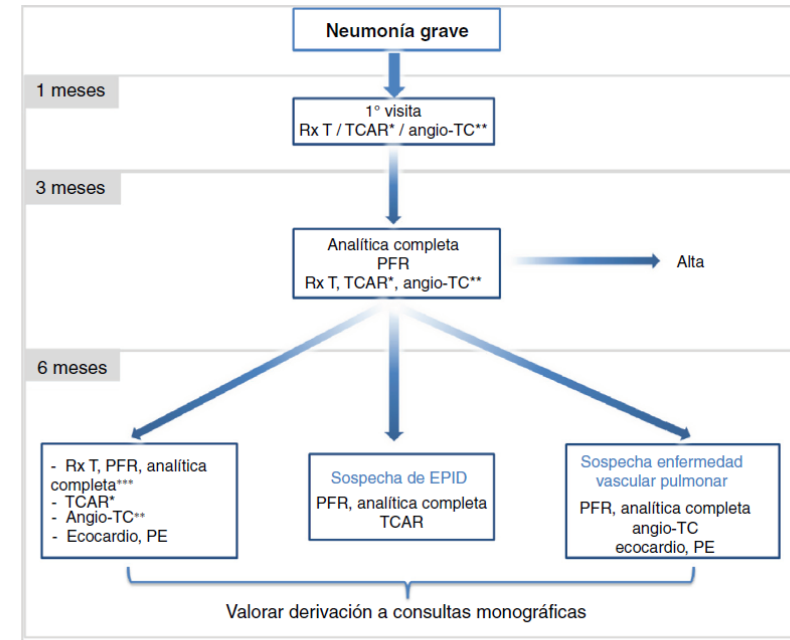 Neumonía grave
1 meses
1° visita
Rx T / TCAR* / angio-TC**
3 meses
Analítica completa
PFR
Rx T, TCAR*, angio-TC**
Alta
6 meses
- Rx T, PFR, analítica
completa***
- TCAR*
- Angio-TC**
- Ecocardio, PE
Sospecha de EPID
PFR, analítica completa
TCAR
Sospecha enfermedad
vascular pulmonar
PFR, analítica completa
angio-TC
ecocardio, PE
Valorar derivación a consultas monográficas